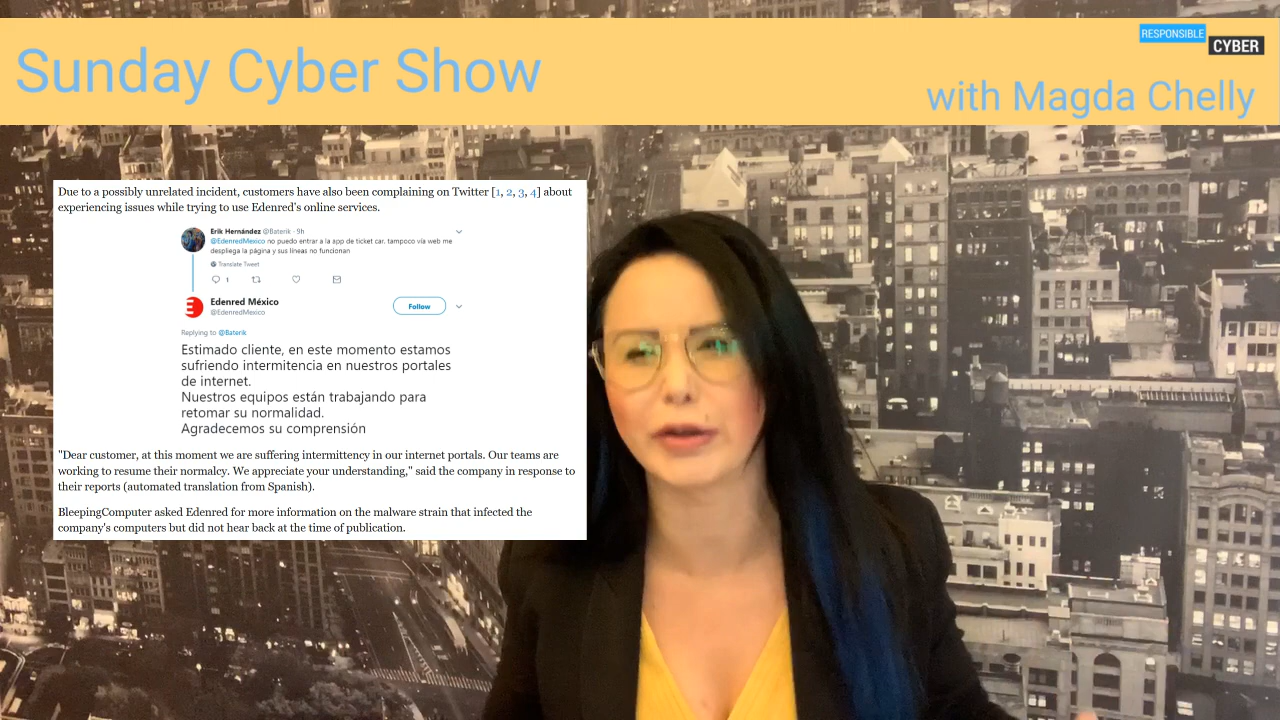 Sunday Cyber Show
RESPONSIBLE
CYBER
with Magda Chelly
Due to a possibly unrelated incident, customers have also been complaining on Twitter [1, 2, 3, 4] about
experiencing issues while trying to use Edenred's online services.
Erik Hernández @Baterik · 9h
@EdenredMexico no puedo entrar a la app de ticket car. tampoco vía web me
despliega la página y sus líneas no funcionan
Translate Tweet
1
Edenred México
@EdenredMexico
Follow
Replying to @Baterik
Estimado cliente, en este momento estamos
sufriendo intermitencia en nuestros portales
de internet.
Nuestros equipos están trabajando para
retomar su normalidad.
Agradecemos su comprensión
"Dear customer, at this moment we are suffering intermittency in our internet portals. Our teams are
working to resume their normalcy. We appreciate your understanding," said the company in response to
their reports (automated translation from Spanish).
BleepingComputer asked Edenred for more information on the malware strain that infected the
company's computers but did not hear back at the time of publication.